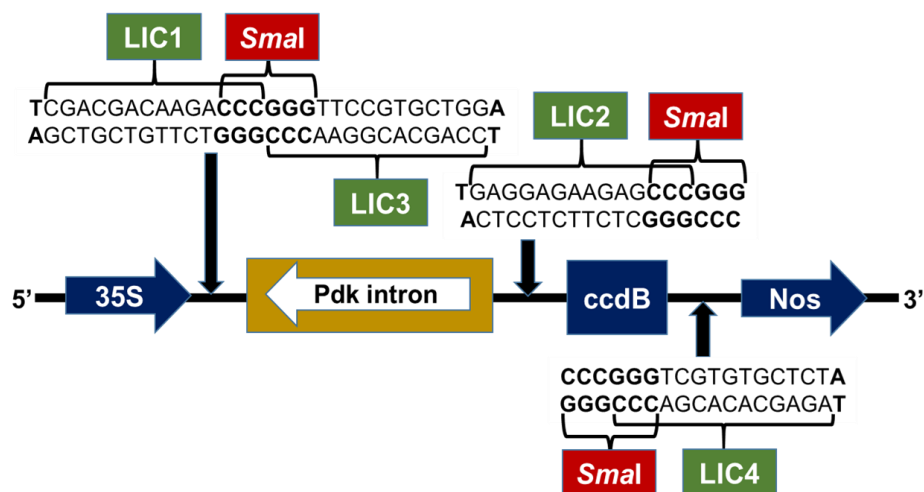 LIC1
SmaI
TCGACGACAAGACCCGGGTTCCGTGCTGGA
AGCTGCTGTTCTGGGCCCAAGGCACGACCT
LIC3
LIC2
SmaI
TGAGGAGAAGAGCCCGGG
ACTCCTCTTCTCGGGCCC
5’
35S
Pdk intron
ccdB
Nos
3’
CCCGGGTCGTGTGCTCTA
GGGCCCAGCACACGAGAT
SmaI
LIC4